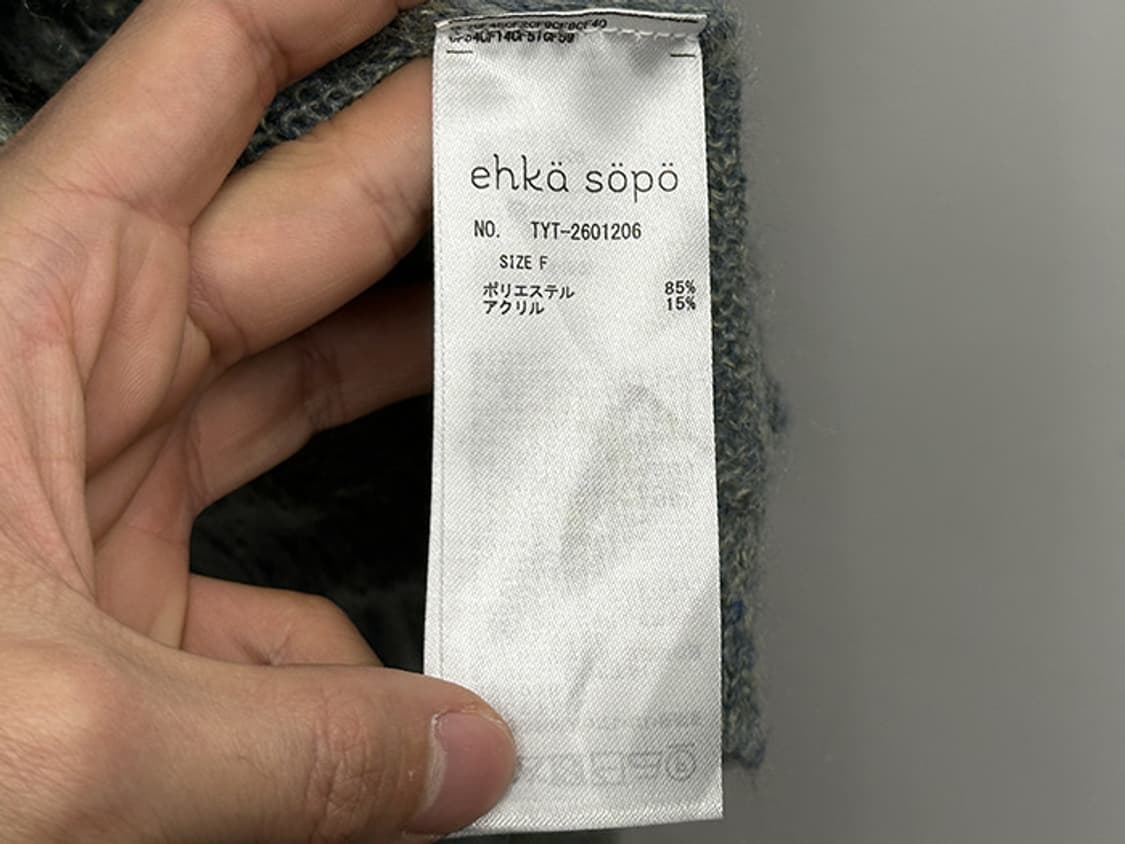 ehkä söpö
NO. TYT-2601206
SIZE F
ポリエステル 85%
アクリル 15%